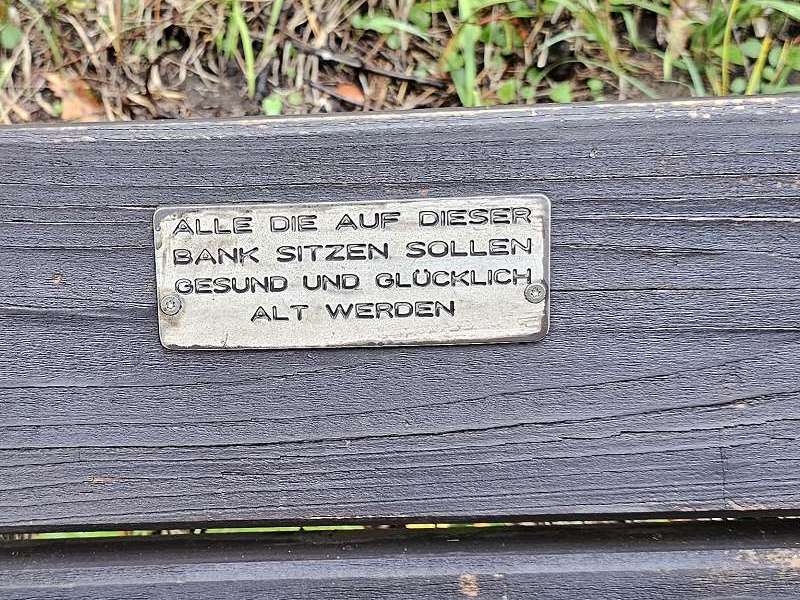 ALLE DIE AUF DIESER
BANK SITZEN SOLLEN
GESUND UND GLÜCKLICH
ALT WERDEN